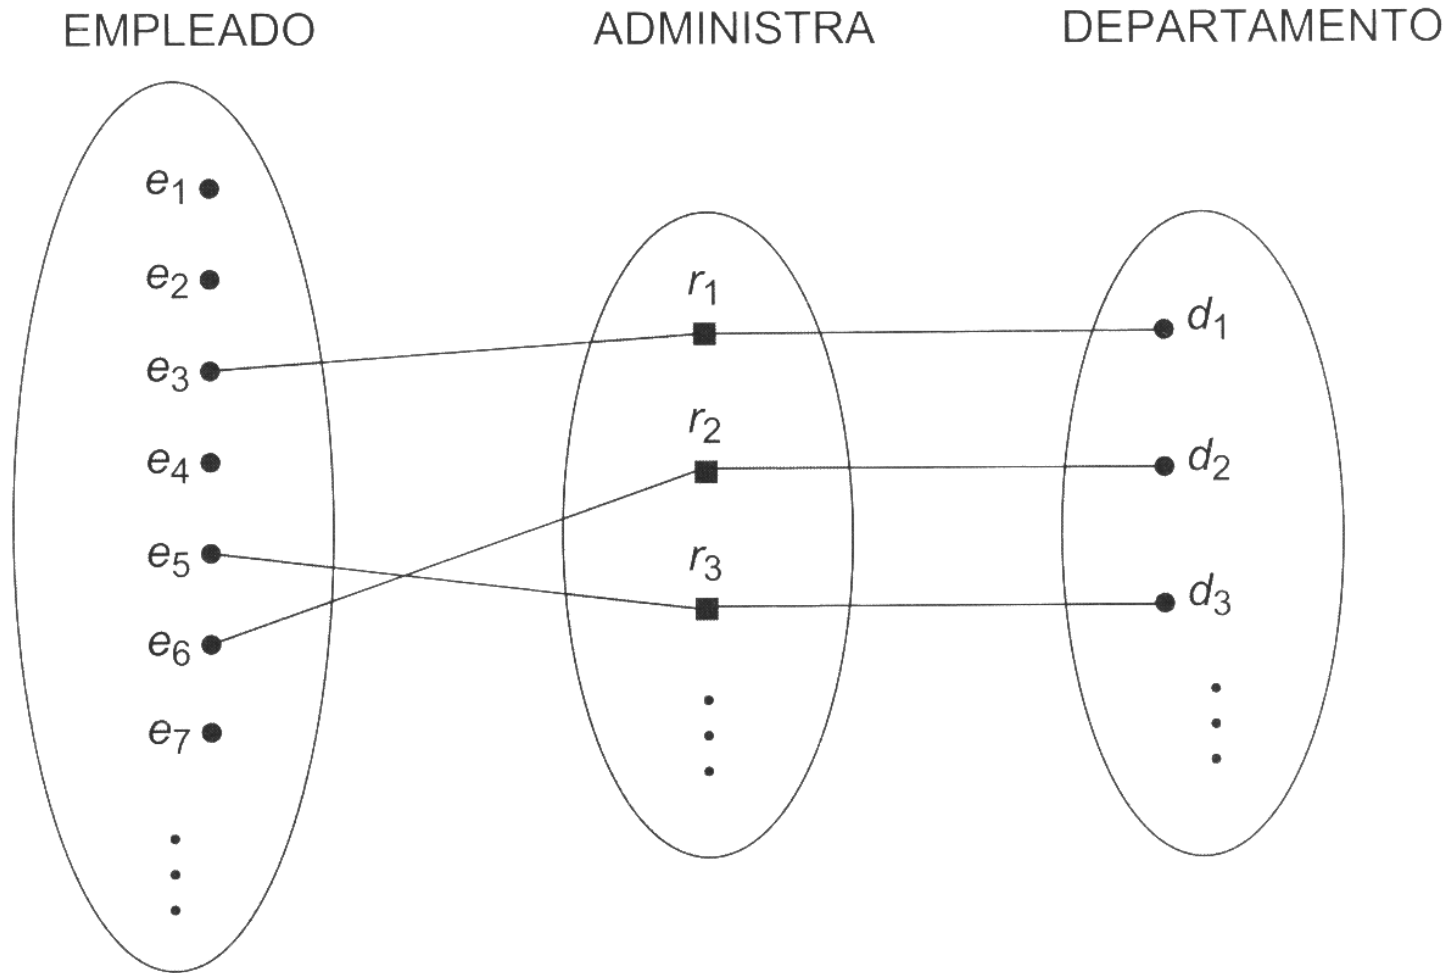 EMPLEADO ADMINISTRA DEPARTAMENTO
e1
e2
e3
e4
e5
e6
e7
r1
r2
r3
d1
d2
d3